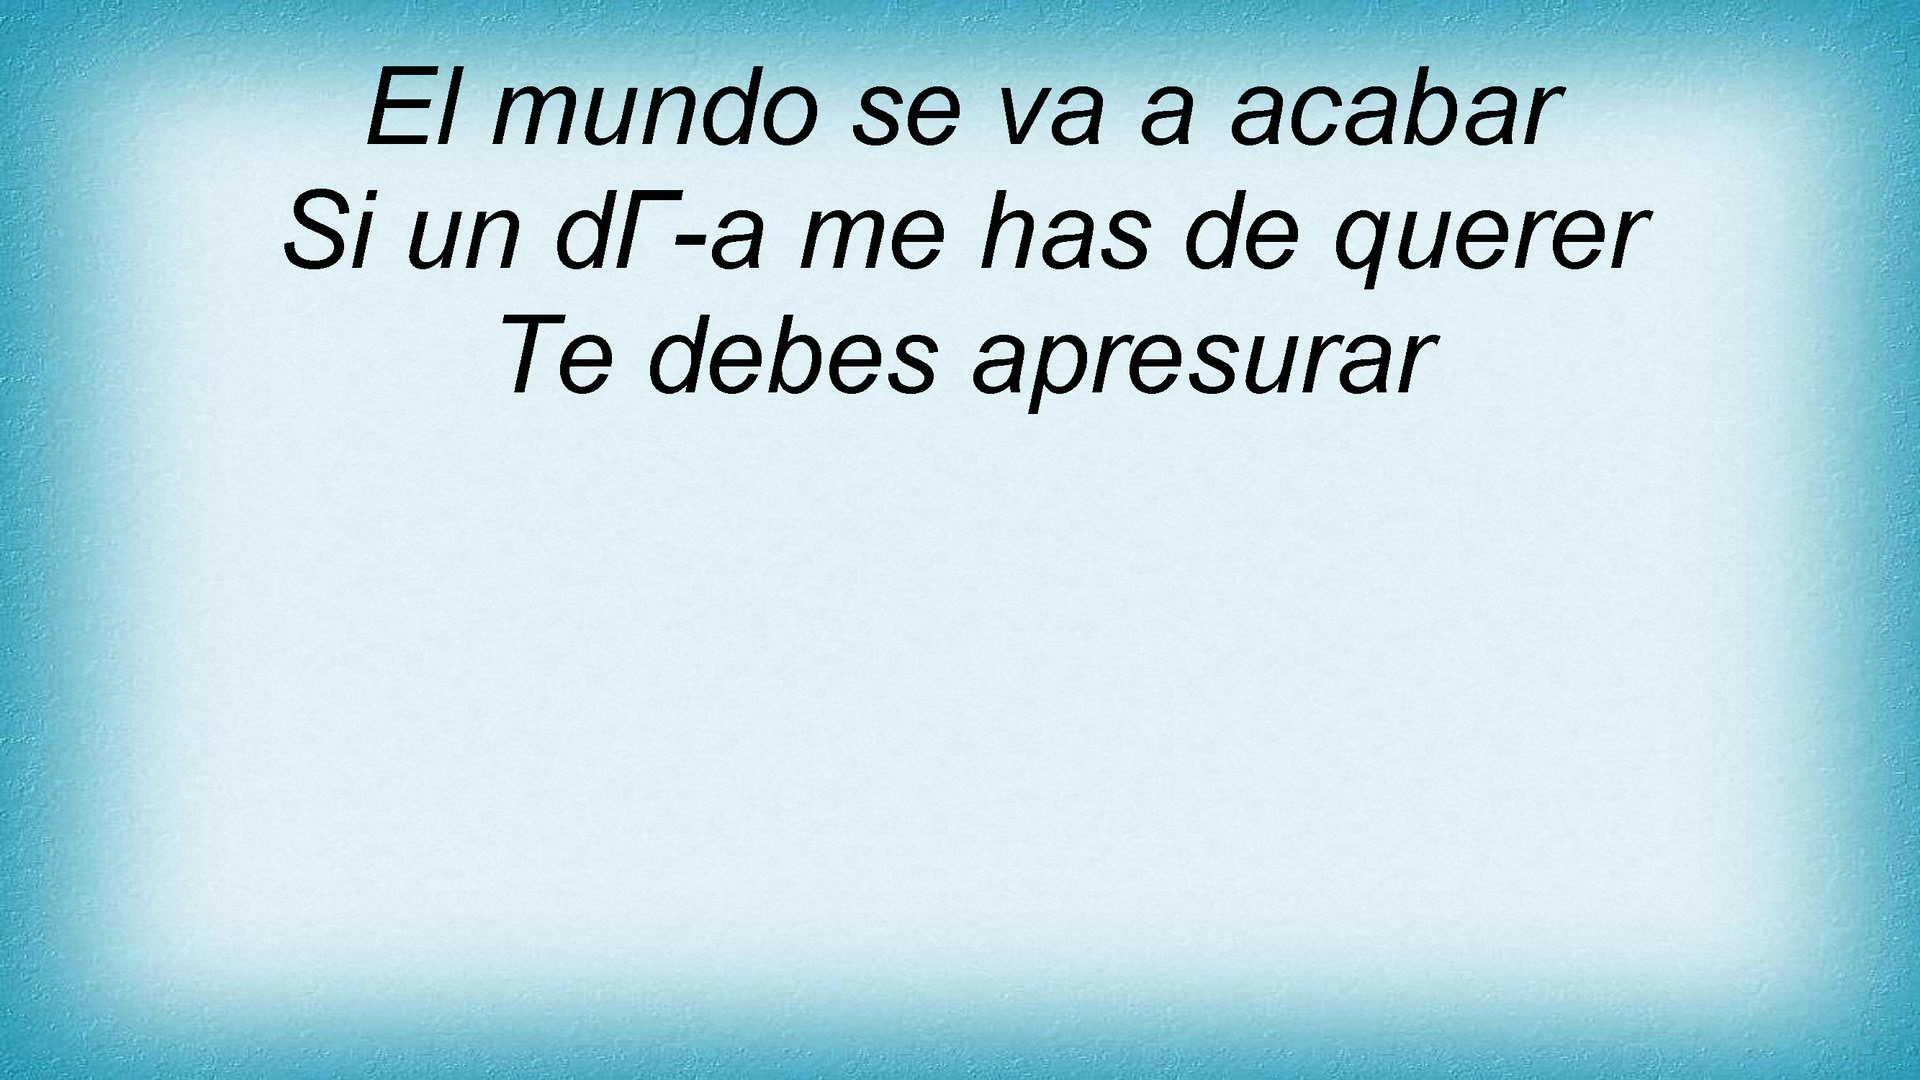 El mundo se va a acabar
Si un dГ-a me has de querer
Te debes apresurar